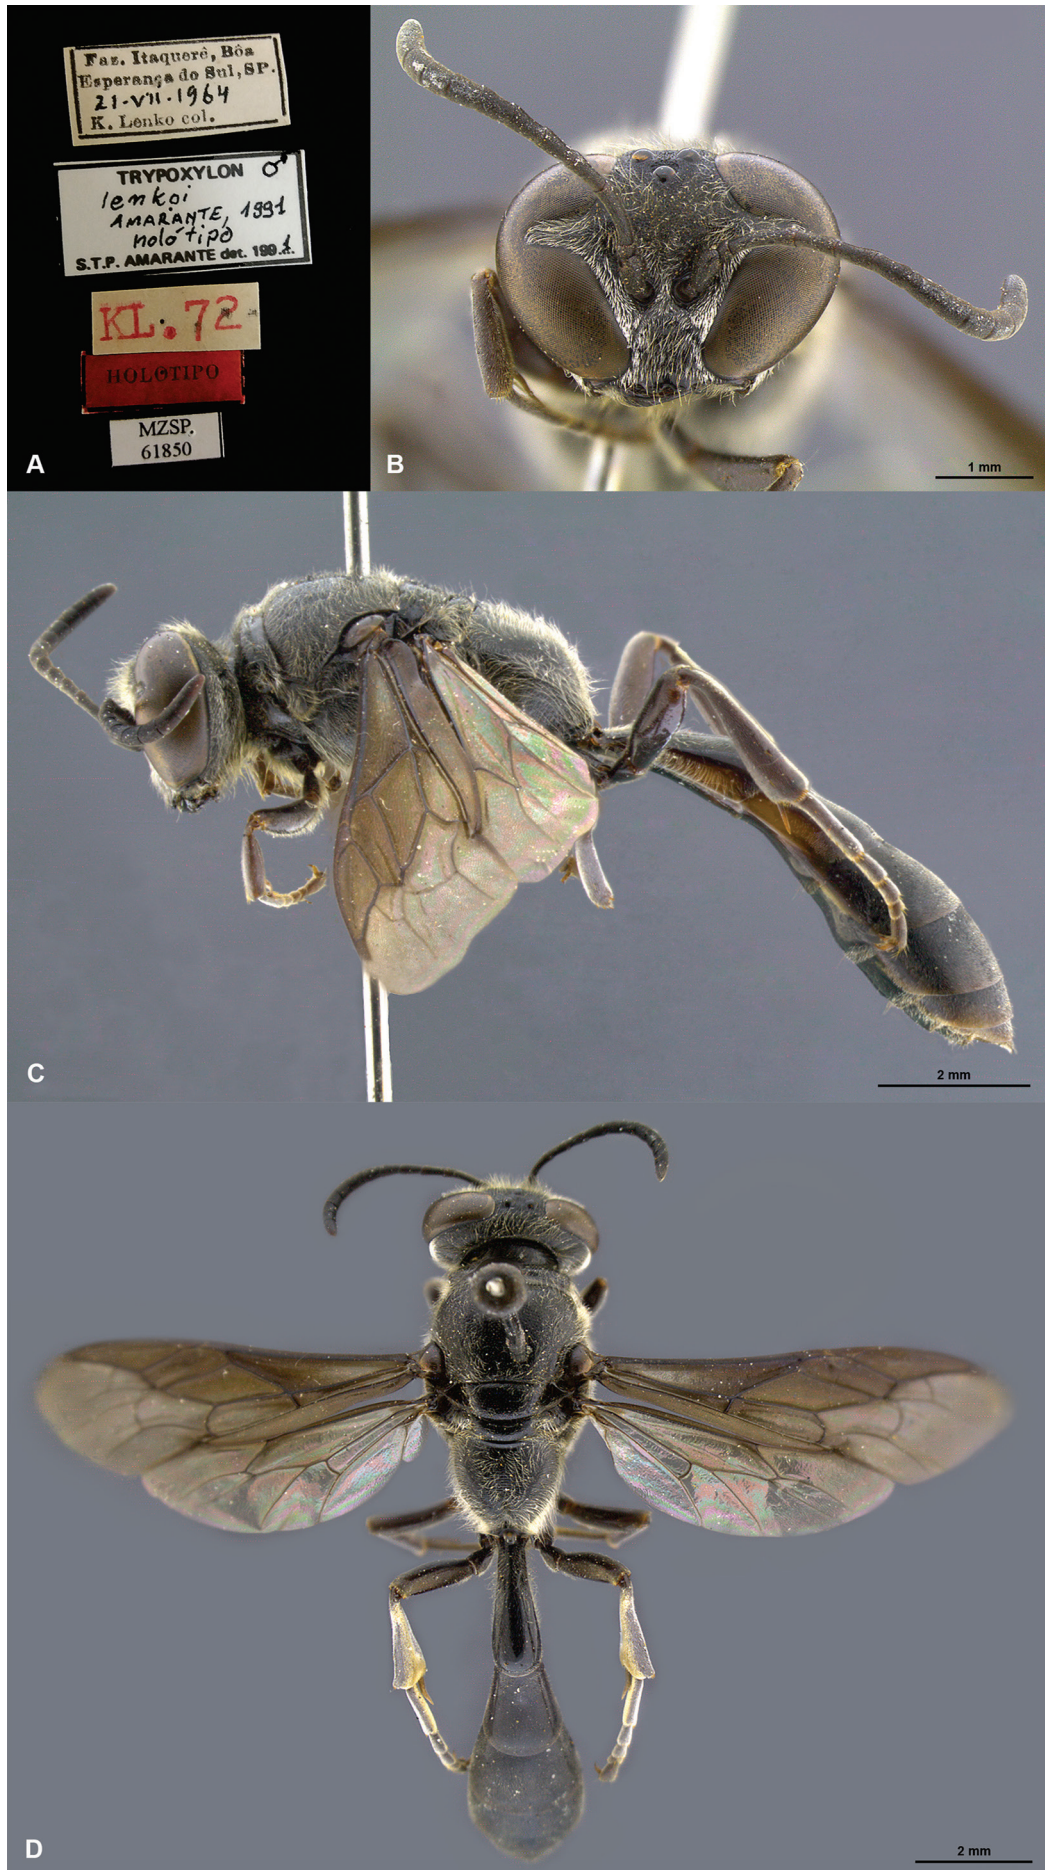 Faz. Itaquerê, Bôa
Esperança do Sul, SP.
21-VII-1964
K. Lenko col.
TRYPOXYLON ♂
lenkoi
AMARANTE, 1991
holótipo
S.T.P. AMARANTE det. 1991
KL.72
HOLOTIPO
MZSP.
61850
A
B
1 mm
C
2 mm
D
2 mm